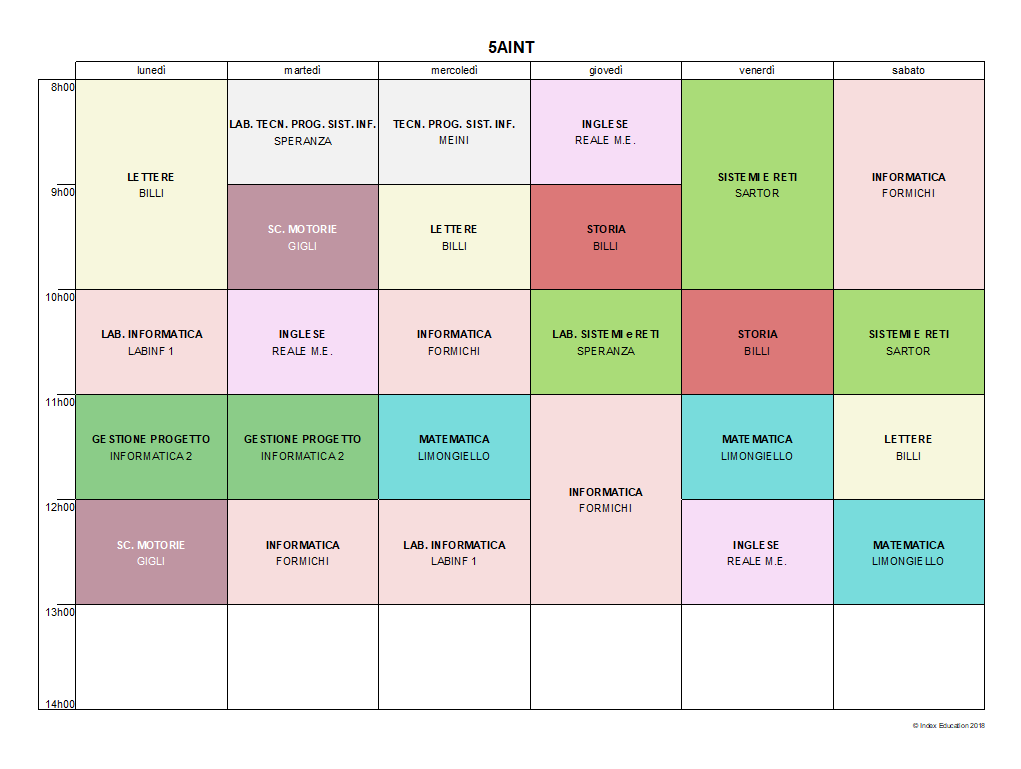 5AINT
lunedì martedì mercoledì giovedì venerdì sabato
8h00
LAB. TECN. PROG. SIST. INF. TECN. PROG. SIST. INF. INGLESE
SPERANZA MEINI REALE M.E.
LETTERE SISTEMI E RETI INFORMATICA
BILLI SARTOR FORMICHI
9h00
SC. MOTORIE LETTERE STORIA
GIGLI BILLI BILLI
10h00
LAB. INFORMATICA INGLESE INFORMATICA LAB. SISTEMI e RETI STORIA SISTEMI E RETI
LABINF 1 REALE M.E. FORMICHI SPERANZA BILLI SARTOR
11h00
GESTIONE PROGETTO GESTIONE PROGETTO MATEMATICA MATEMATICA LETTERE
INFORMATICA 2 INFORMATICA 2 LIMONGIELLO LIMONGIELLO BILLI
INFORMATICA
FORMICHI
12h00
SC. MOTORIE INFORMATICA LAB. INFORMATICA INGLESE MATEMATICA
GIGLI FORMICHI LABINF 1 REALE M.E. LIMONGIELLO
13h00
14h00
© Index Education 2018